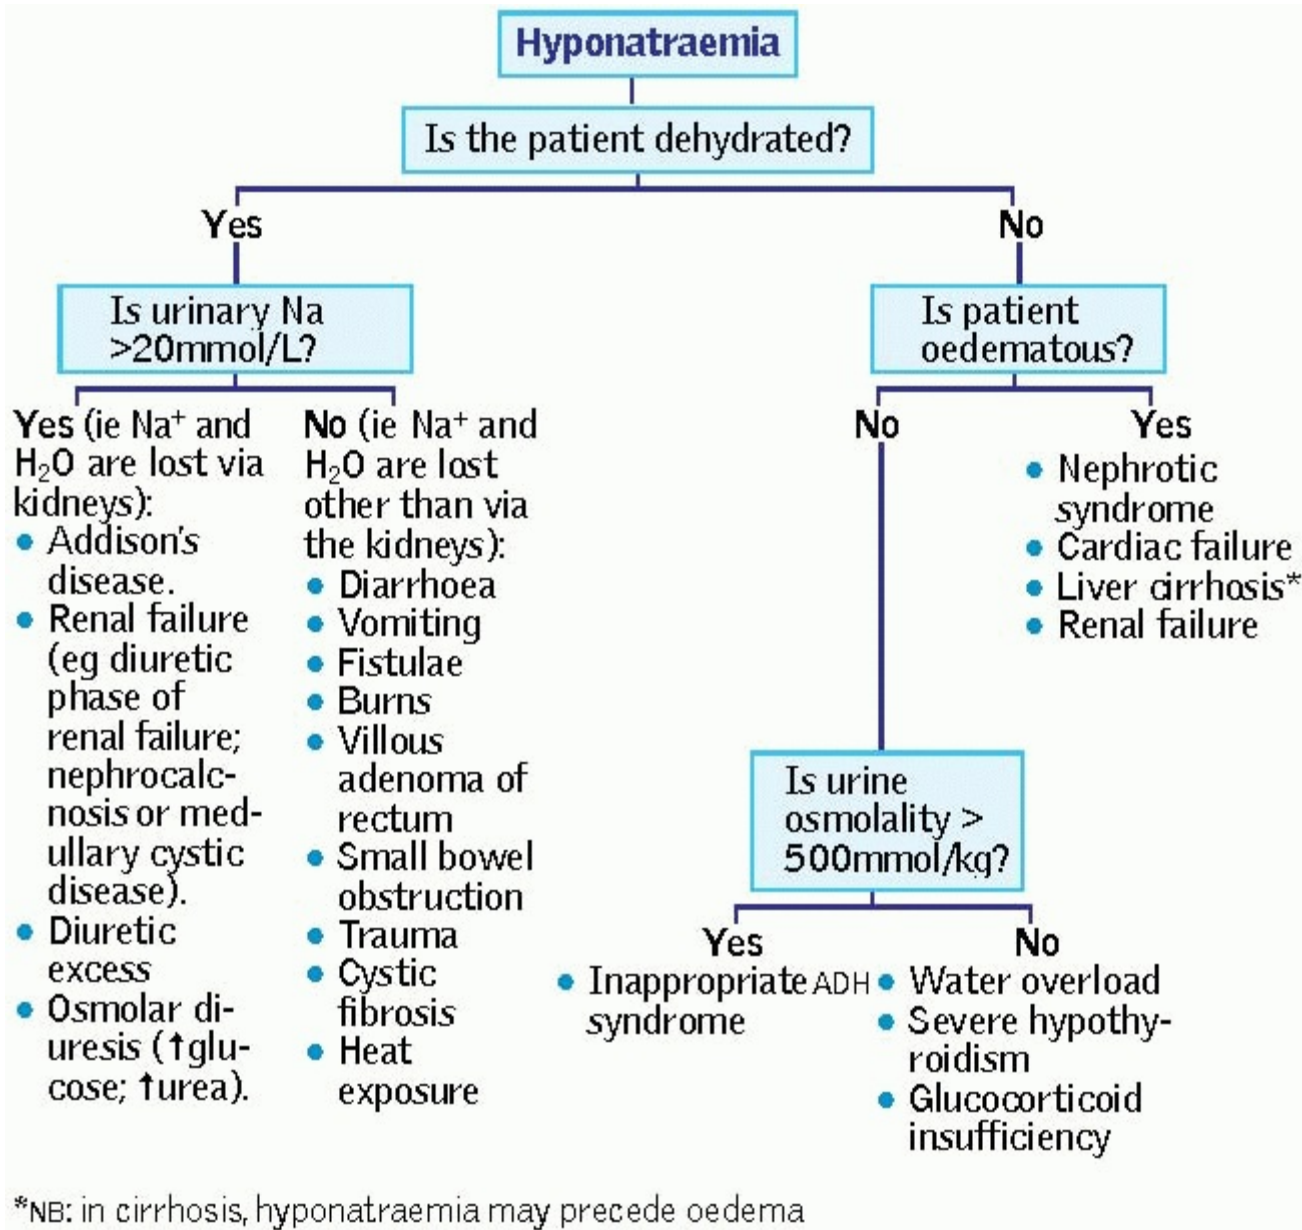 Hyponatraemia
Is the patient dehydrated?
Yes
No
Is urinary Na
>20mmol/L?
Is patient
oedematous?
Yes (ie Na⁺ and
H₂O are lost via
kidneys):
• Addison's
disease.
• Renal failure
(eg diuretic
phase of
renal failure;
nephrocalc-
nosis or med-
ullary cystic
disease).
• Diuretic
excess
• Osmolar di-
uresis (↑glu-
cose; ↑urea).
No (ie Na⁺ and
H₂O are lost
other than via
the kidneys):
• Diarrhoea
• Vomiting
• Fistulae
• Burns
• Villous
adenoma of
rectum
• Small bowel
obstruction
• Trauma
• Cystic
fibrosis
• Heat
exposure
No
Yes
• Nephrotic
syndrome
• Cardiac failure
• Liver cirrhosis*
• Renal failure
Is urine
osmolality >
500mmol/kg?
Yes
• Inappropriate ADH
syndrome
No
• Water overload
• Severe hypothy-
roidism
• Glucocorticoid
insufficiency
*NB: in cirrhosis, hyponatraemia may precede oedema